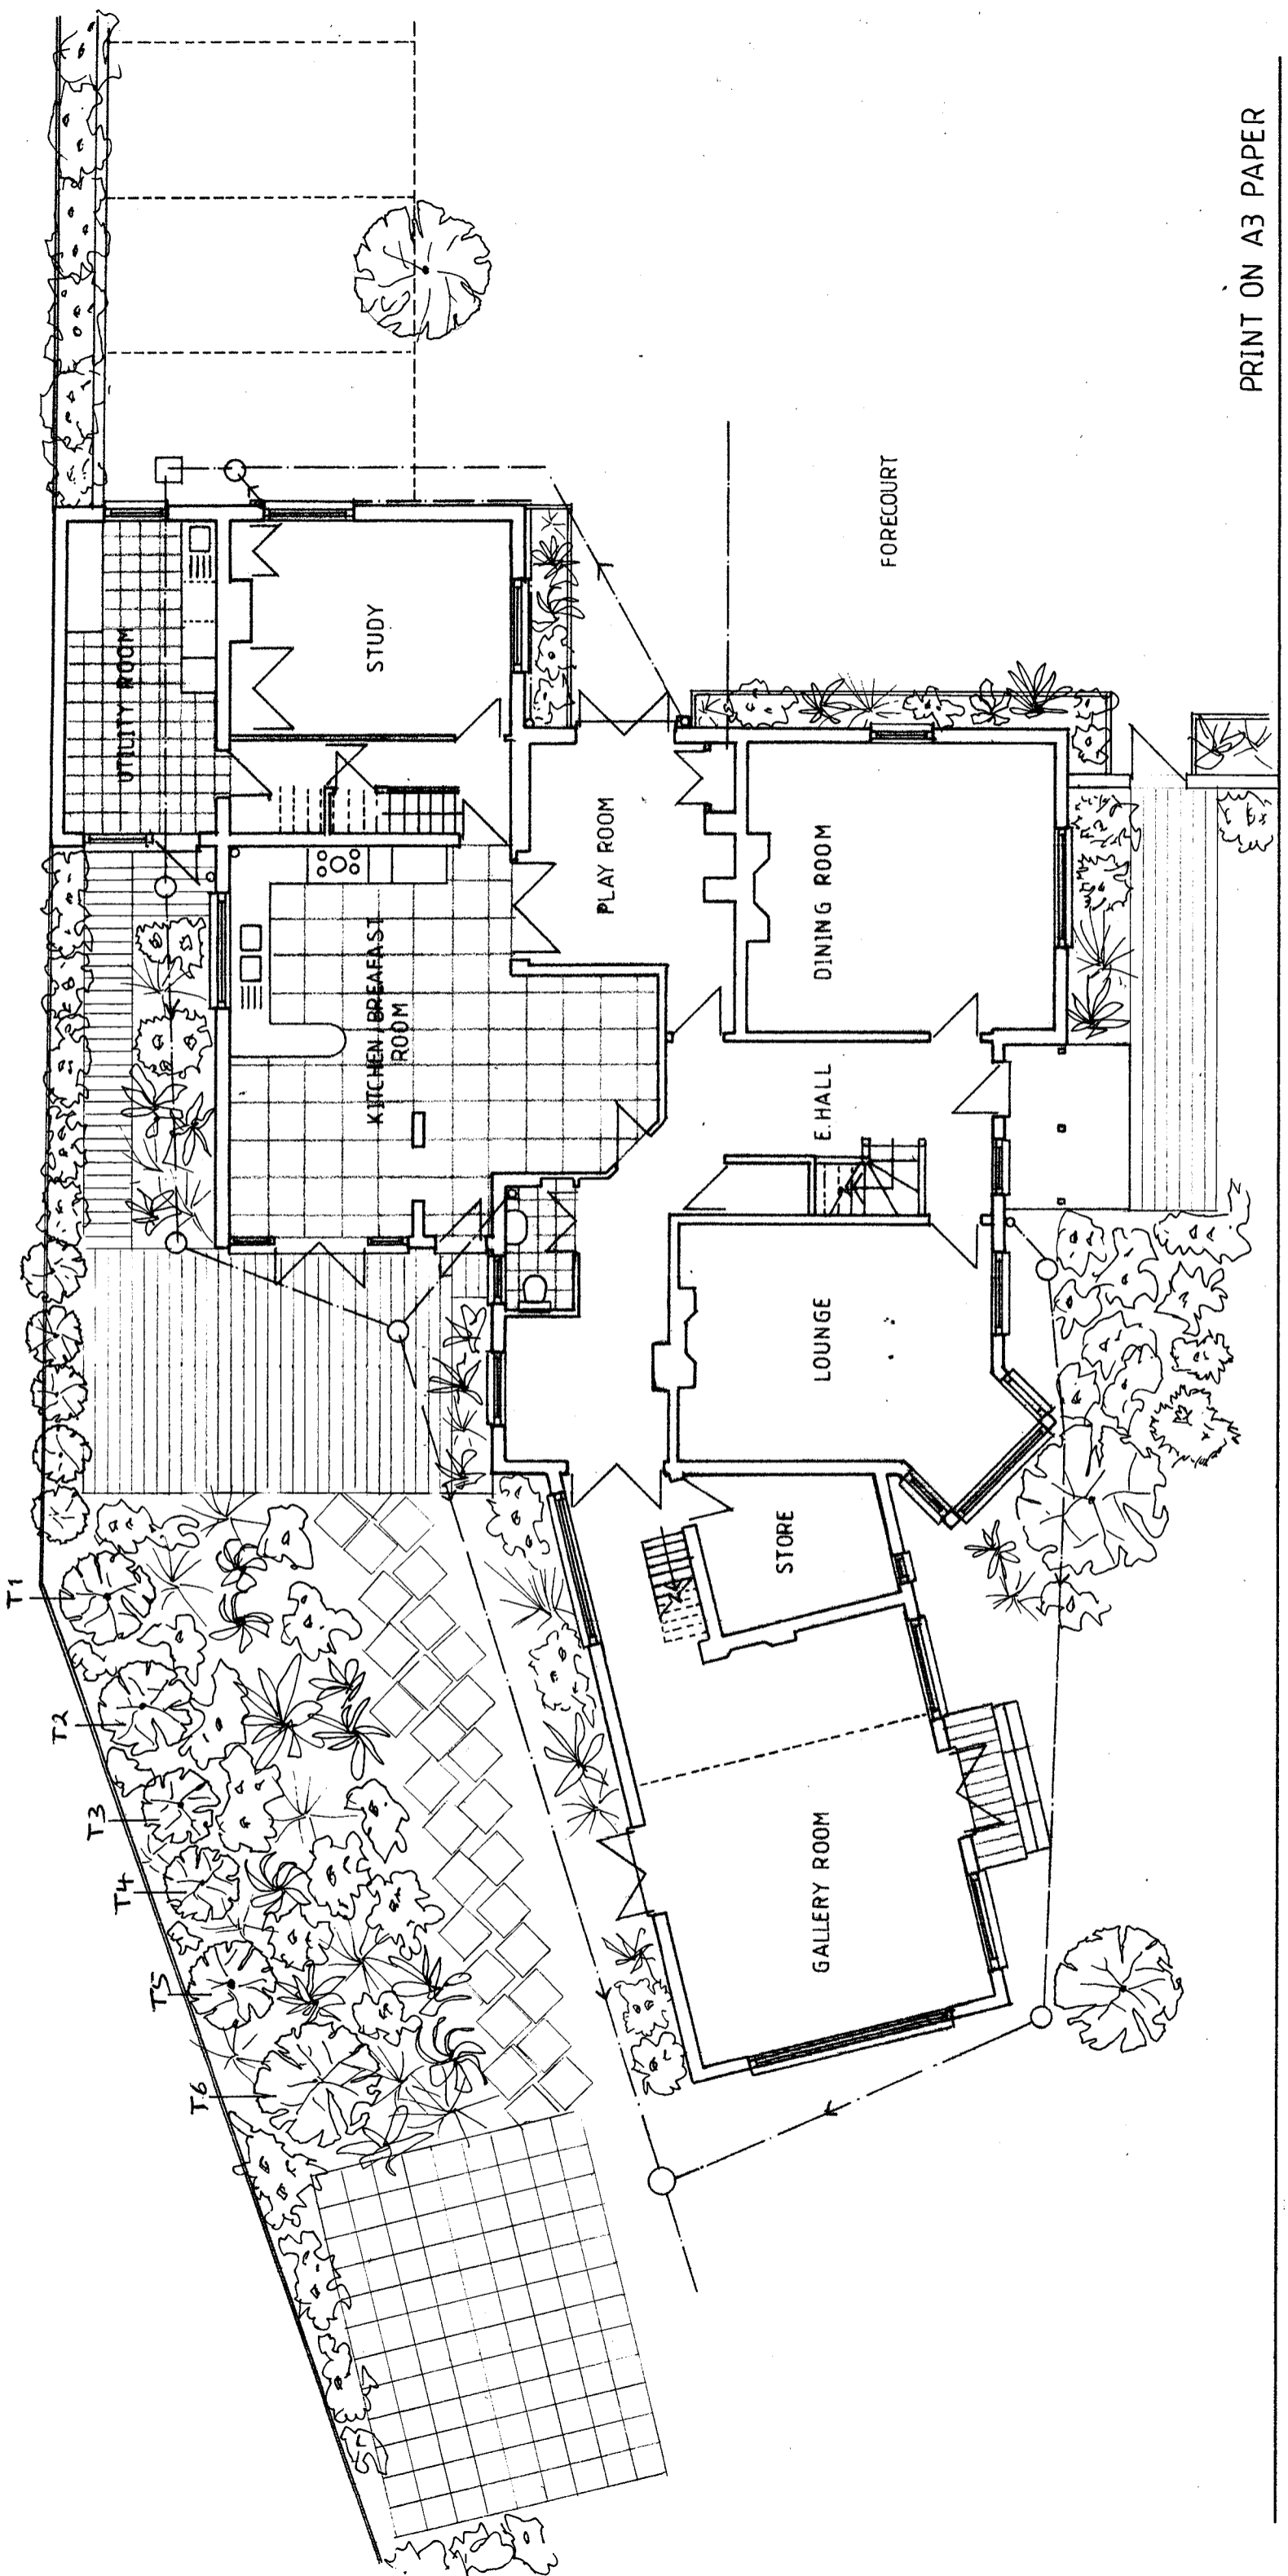 T1
T2
T3
T4
T5
T6
UTILITY ROOM
STUDY
KITCHEN/BREAFAST
ROOM
PLAY ROOM
DINING ROOM
E.HALL
LOUNGE
STORE
GALLERY ROOM
FORECOURT
PRINT ON A3 PAPER